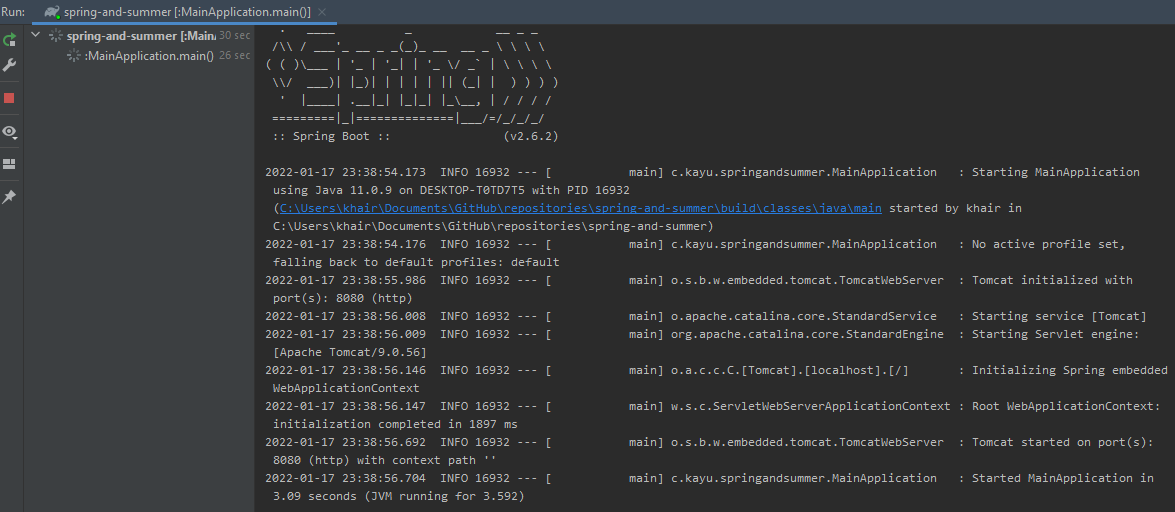 Run: spring-and-summer [:MainApplication.main()] ×
spring-and-summer [:Main 30 sec
:MainApplication.main() 26 sec
  .   ____          _            __ _ _
 /\\ / ___'_ __ _ _(_)_ __  __ _ \ \ \ \
( ( )\___ | '_ | '_| | '_ \/ _` | \ \ \ \
 \\/  ___)| |_)| | | | | || (_| |  ) ) ) )
  '  |____| .__|_| |_|_| |_\__, | / / / /
 =========|_|==============|___/=/_/_/_/
 :: Spring Boot ::                (v2.6.2)
2022-01-17 23:38:54.173  INFO 16932 --- [           main] c.kayu.springandsummer.MainApplication   : Starting MainApplication
using Java 11.0.9 on DESKTOP-T0TD7T5 with PID 16932
(C:\Users\khair\Documents\GitHub\repositories\spring-and-summer\build\classes\java\main started by khair in
C:\Users\khair\Documents\GitHub\repositories\spring-and-summer)
2022-01-17 23:38:54.176  INFO 16932 --- [           main] c.kayu.springandsummer.MainApplication   : No active profile set,
falling back to default profiles: default
2022-01-17 23:38:55.986  INFO 16932 --- [           main] o.s.b.w.embedded.tomcat.TomcatWebServer  : Tomcat initialized with
port(s): 8080 (http)
2022-01-17 23:38:56.008  INFO 16932 --- [           main] o.apache.catalina.core.StandardService   : Starting service [Tomcat]
2022-01-17 23:38:56.009  INFO 16932 --- [           main] org.apache.catalina.core.StandardEngine  : Starting Servlet engine:
[Apache Tomcat/9.0.56]
2022-01-17 23:38:56.146  INFO 16932 --- [           main] o.a.c.c.C.[Tomcat].[localhost].[/]       : Initializing Spring embedded
WebApplicationContext
2022-01-17 23:38:56.147  INFO 16932 --- [           main] w.s.c.ServletWebServerApplicationContext : Root WebApplicationContext:
initialization completed in 1897 ms
2022-01-17 23:38:56.692  INFO 16932 --- [           main] o.s.b.w.embedded.tomcat.TomcatWebServer  : Tomcat started on port(s):
8080 (http) with context path ''
2022-01-17 23:38:56.704  INFO 16932 --- [           main] c.kayu.springandsummer.MainApplication   : Started MainApplication in
3.09 seconds (JVM running for 3.592)